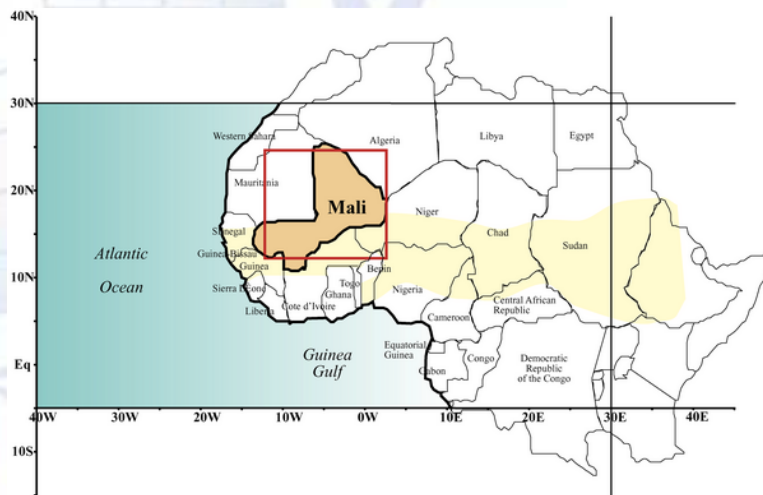 40N
30N
Western Sahara
Algeria
Libya
Egypt
Mauritania
20N
Mali
Niger
Senegal
Chad
Sudan
Atlantic
Ocean
Guinea-Bissau
Guinea
10N
Benin
Togo
Ghana
Nigeria
Sierra Leone
Cote d'Ivoire
Liberia
Central African
Republic
Cameroon
Guinea
Gulf
Equatorial
Guinea
Eq
Gabon
Congo
Democratic
Republic
of the Congo
40W
30W
20W
10W
0W
10E
20E
30E
40E
10S